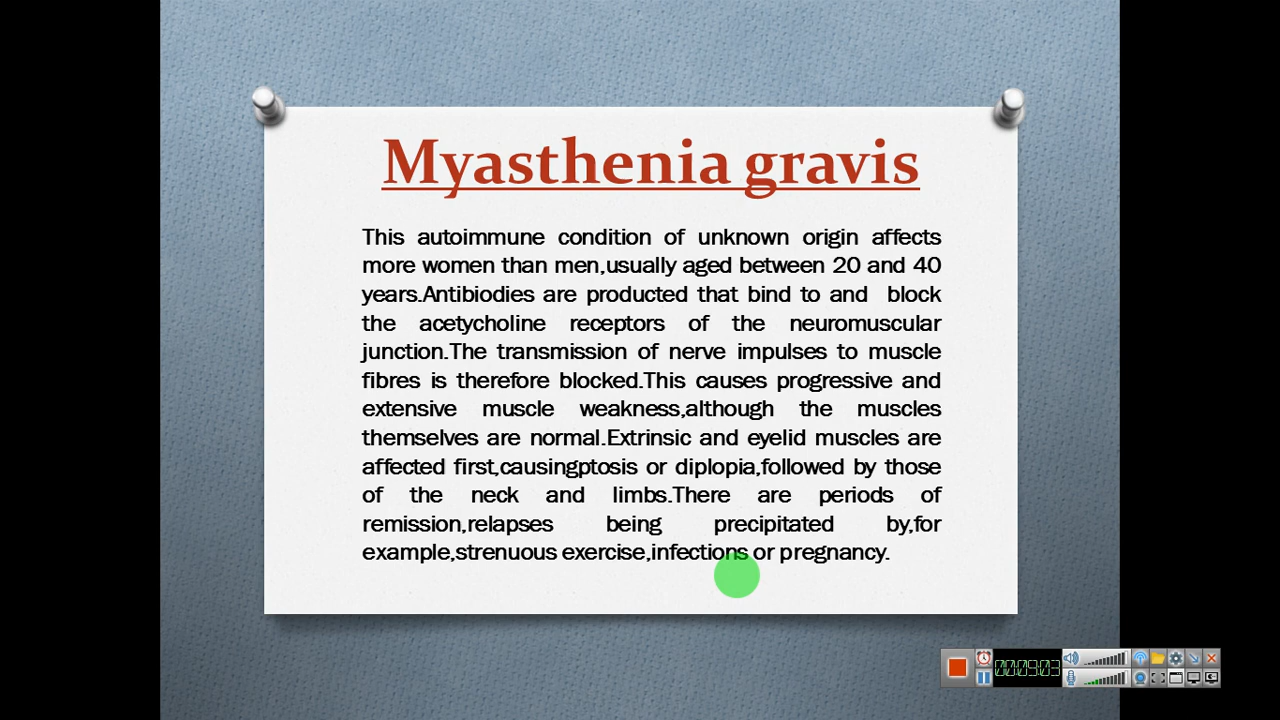 Myasthenia gravis
This autoimmune condition of unknown origin affects
more women than men,usually aged between 20 and 40
years.Antibiodies are producted that bind to and block
the acetycholine receptors of the neuromuscular
junction.The transmission of nerve impulses to muscle
fibres is therefore blocked.This causes progressive and
extensive muscle weakness,although the muscles
themselves are normal.Extrinsic and eyelid muscles are
affected first,causingptosis or diplopia,followed by those
of the neck and limbs.There are periods of
remission,relapses being precipitated by,for
example,strenuous exercise,infections or pregnancy.
00:09:03